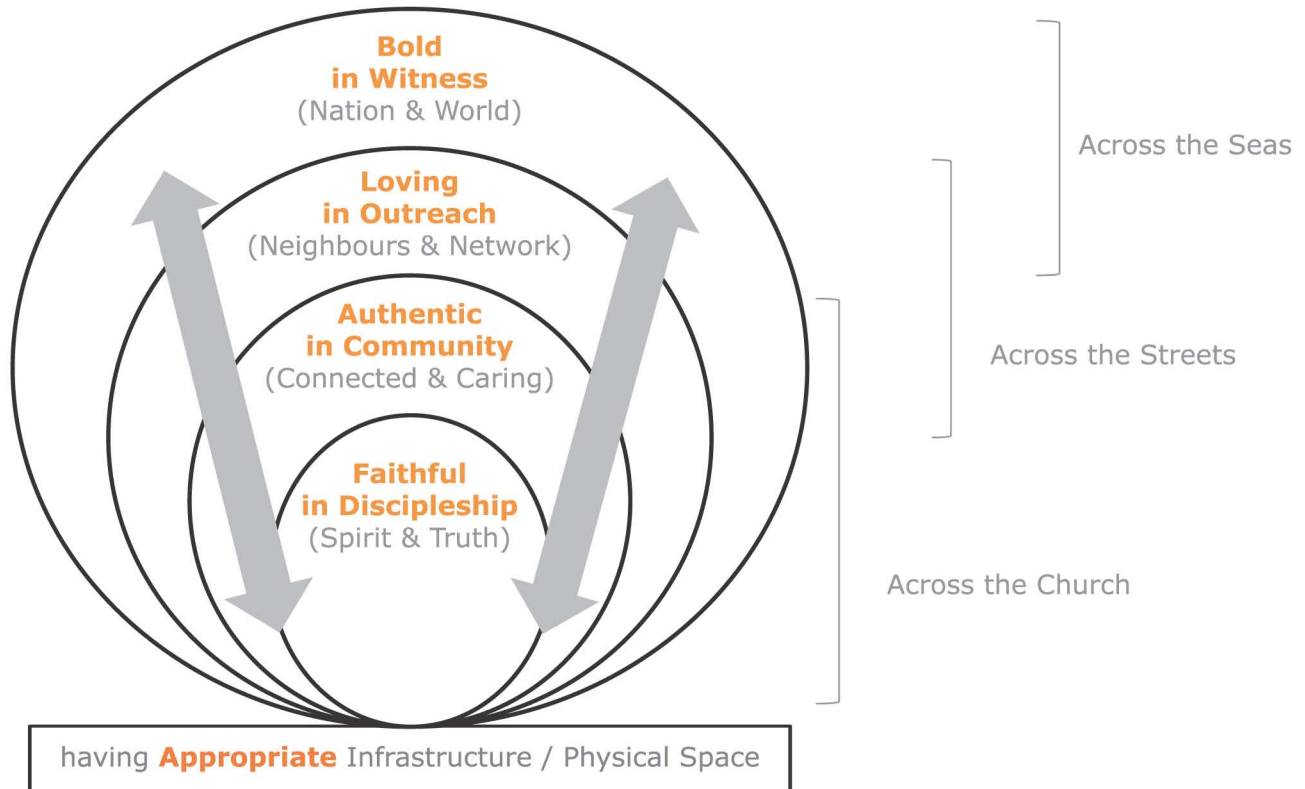 Bold
in Witness
(Nation & World)
Loving
in Outreach
(Neighbours & Network)
Authentic
in Community
(Connected & Caring)
Faithful
in Discipleship
(Spirit & Truth)
having Appropriate Infrastructure / Physical Space
Across the Seas
Across the Streets
Across the Church